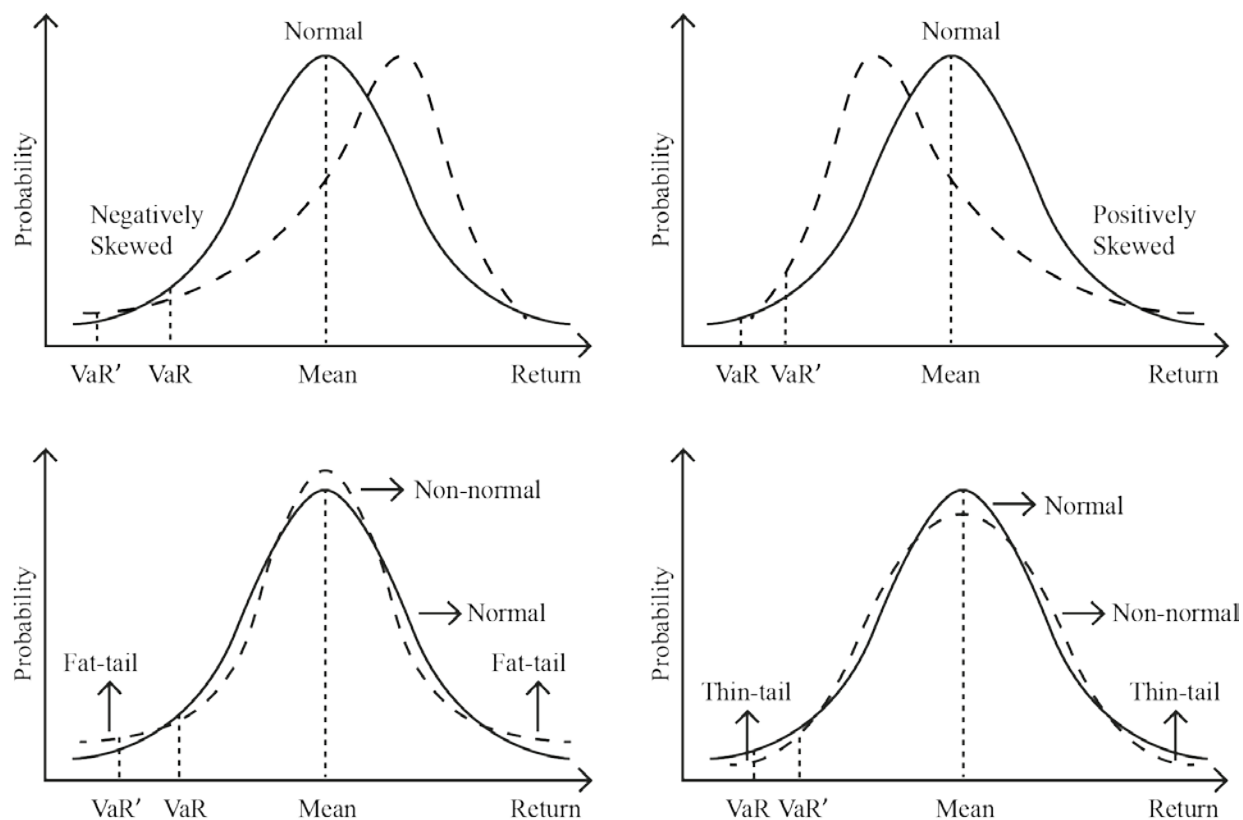 Normal
Probability
Negatively
Skewed
VaR′ VaR Mean Return
Normal
Probability
Positively
Skewed
VaR VaR′ Mean Return
Non-normal
Normal
Probability
Fat-tail
Fat-tail
VaR′ VaR Mean Return
Normal
Non-normal
Probability
Thin-tail
Thin-tail
VaR VaR′ Mean Return